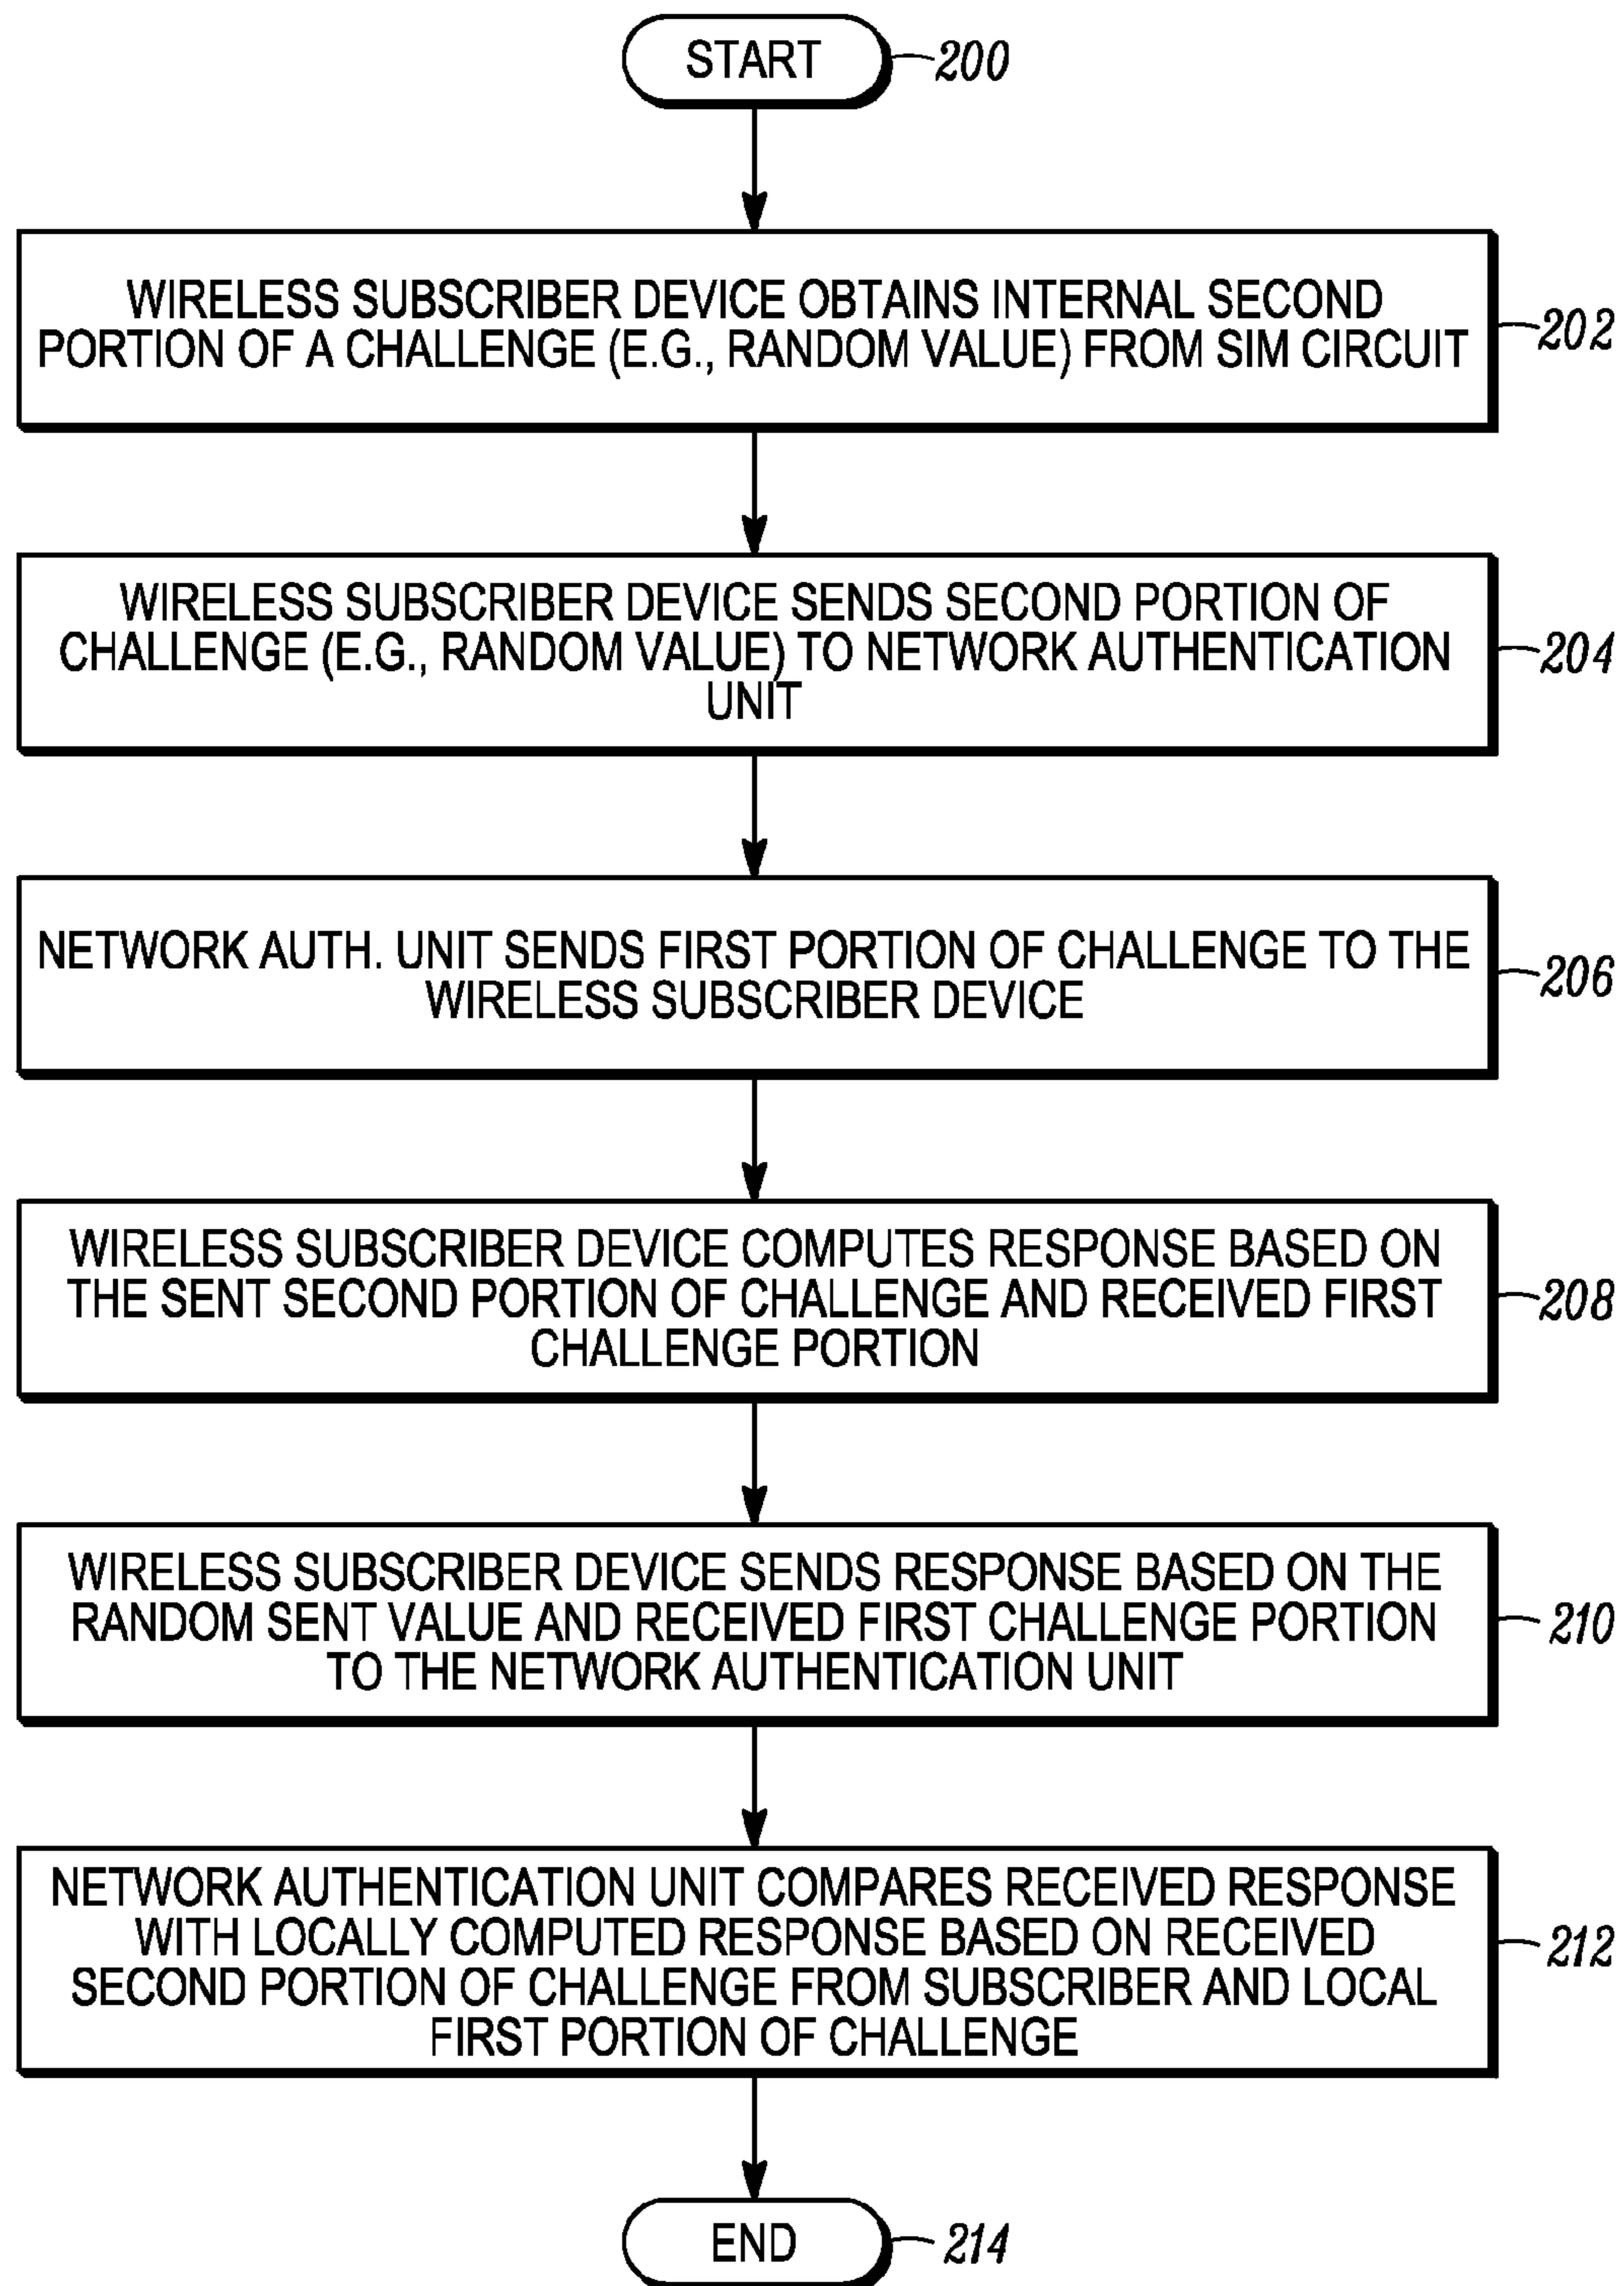 START
200
WIRELESS SUBSCRIBER DEVICE OBTAINS INTERNAL SECOND
PORTION OF A CHALLENGE (E.G., RANDOM VALUE) FROM SIM CIRCUIT
202
WIRELESS SUBSCRIBER DEVICE SENDS SECOND PORTION OF
CHALLENGE (E.G., RANDOM VALUE) TO NETWORK AUTHENTICATION
UNIT
204
NETWORK AUTH. UNIT SENDS FIRST PORTION OF CHALLENGE TO THE
WIRELESS SUBSCRIBER DEVICE
206
WIRELESS SUBSCRIBER DEVICE COMPUTES RESPONSE BASED ON
THE SENT SECOND PORTION OF CHALLENGE AND RECEIVED FIRST
CHALLENGE PORTION
208
WIRELESS SUBSCRIBER DEVICE SENDS RESPONSE BASED ON THE
RANDOM SENT VALUE AND RECEIVED FIRST CHALLENGE PORTION
TO THE NETWORK AUTHENTICATION UNIT
210
NETWORK AUTHENTICATION UNIT COMPARES RECEIVED RESPONSE
WITH LOCALLY COMPUTED RESPONSE BASED ON RECEIVED
SECOND PORTION OF CHALLENGE FROM SUBSCRIBER AND LOCAL
FIRST PORTION OF CHALLENGE
212
END
214